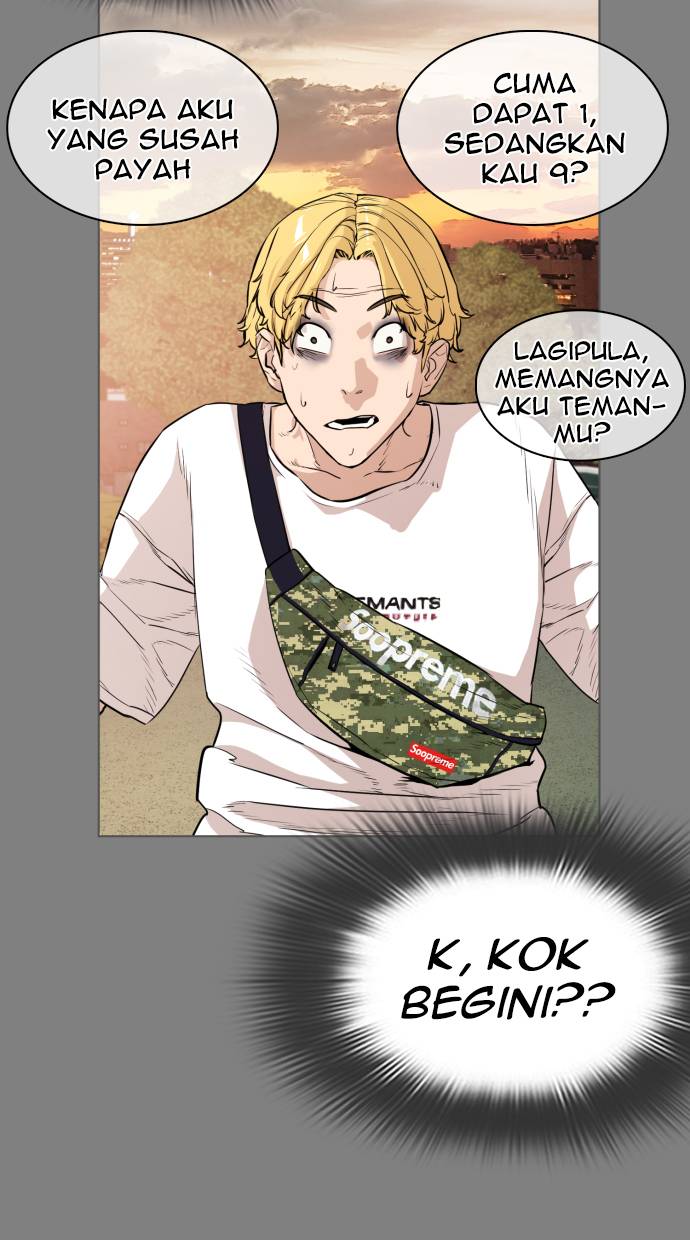 KENAPA AKU
YANG SUSAH
PAYAH
CUMA
DAPAT 1,
SEDANGKAN
KAU 9?
LAGIPULA,
MEMANGNYA
AKU TEMAN-
MU?
EMANTS
Soopreme
Soopreme
K, KOK
BEGINI??